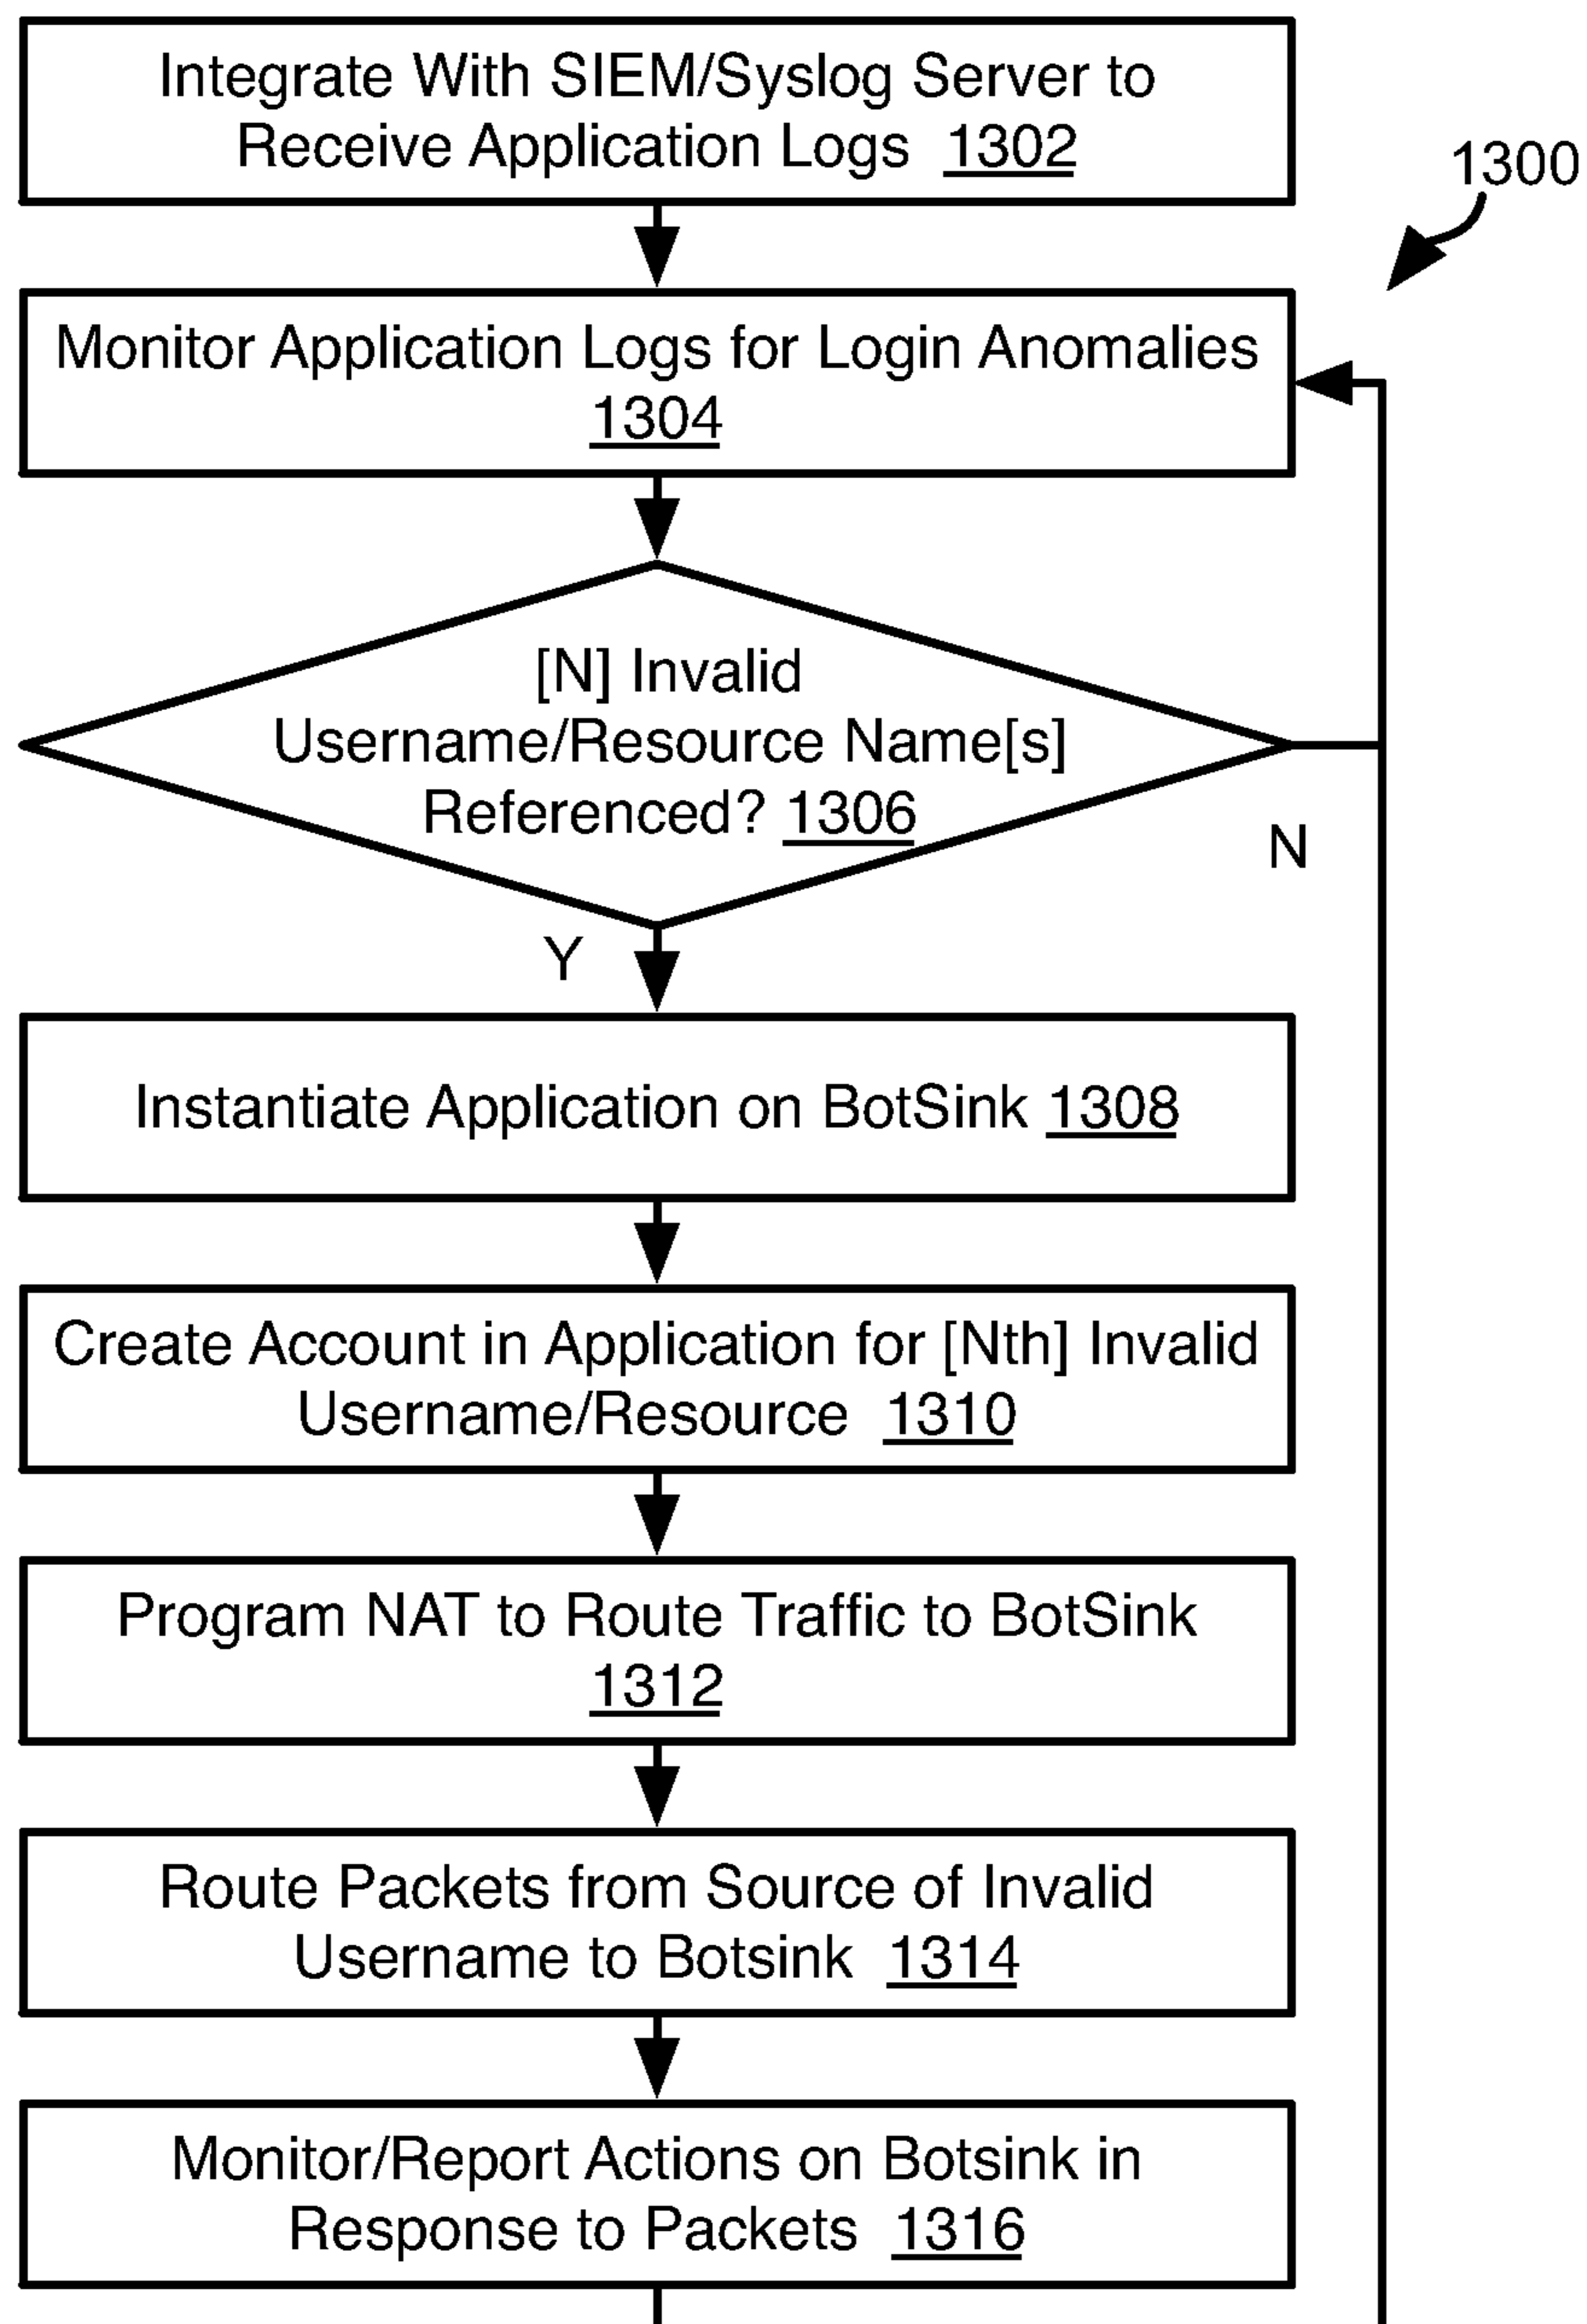 Integrate With SIEM/Syslog Server to
Receive Application Logs 1302
1300
Monitor Application Logs for Login Anomalies
1304
[N] Invalid
Username/Resource Name[s]
Referenced? 1306
N
Y
Instantiate Application on BotSink 1308
Create Account in Application for [Nth] Invalid
Username/Resource 1310
Program NAT to Route Traffic to BotSink
1312
Route Packets from Source of Invalid
Username to Botsink 1314
Monitor/Report Actions on Botsink in
Response to Packets 1316